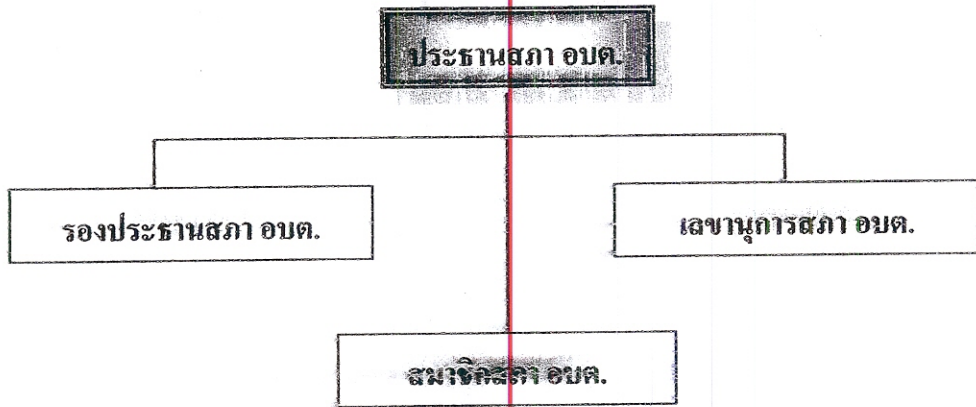 ประธานสภา อบต.
รองประธานสภา อบต.
เลขานุการสภา อบต.
สมาชิกสภา อบต.